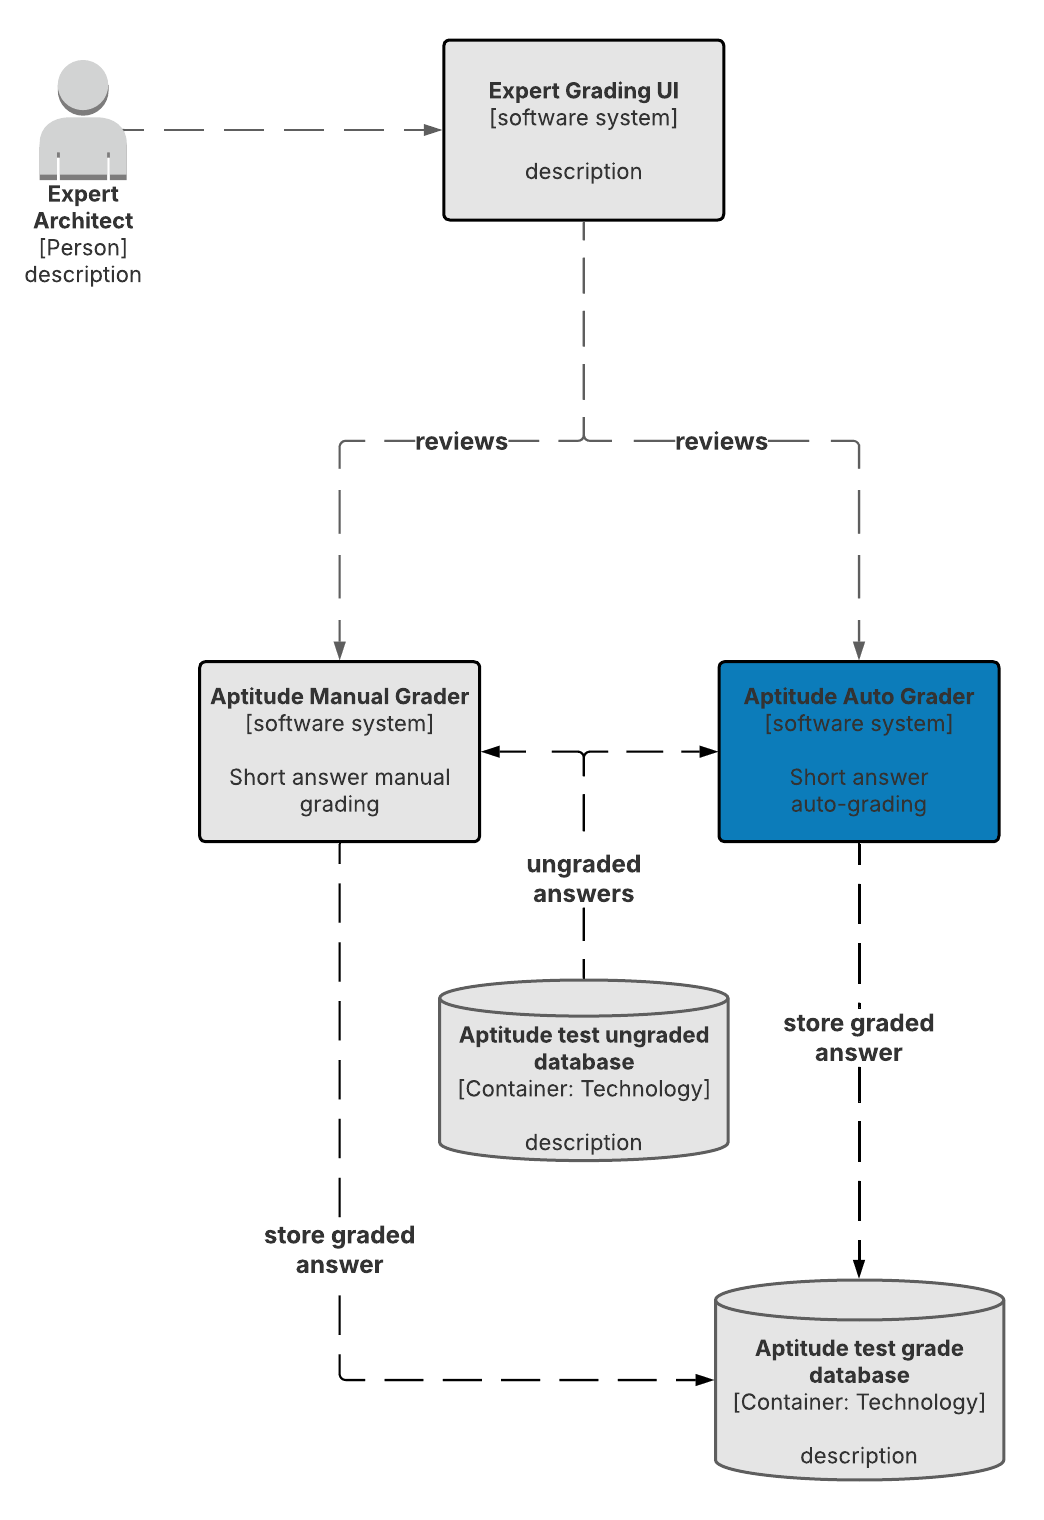 Expert Grading UI
[software system]
description
Expert
Architect
[Person]
description
reviews
reviews
Aptitude Manual Grader
[software system]
Short answer manual
grading
Aptitude Auto Grader
[software system]
Short answer
auto-grading
ungraded
answers
Aptitude test ungraded
database
[Container: Technology]
description
store graded
answer
store graded
answer
Aptitude test grade
database
[Container: Technology]
description